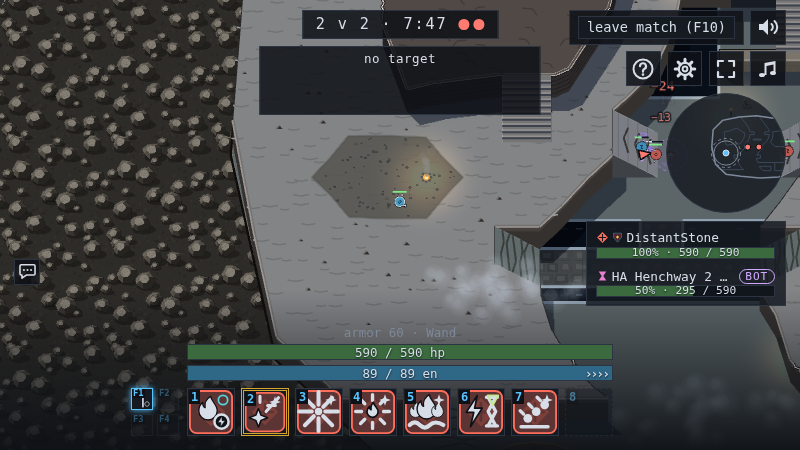 2 v 2 · 7:47
leave match (F10)
no target
-24
-13
DistantStone
100% · 590 / 590
HA Henchway 2 … BOT
50% · 295 / 590
armor 60 · Wand
590 / 590 hp
89 / 89 en
››››
F1 F2
F3 F4
1 2 3 4 5 6 7 8